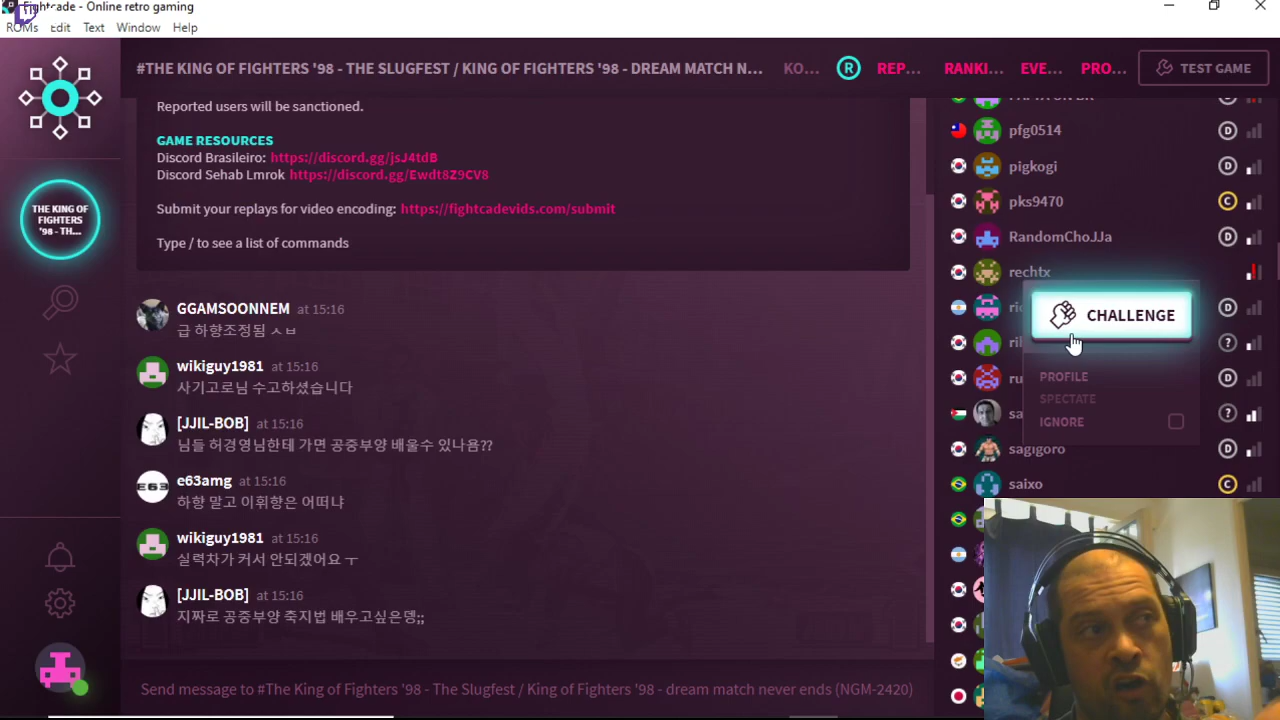 Fightcade - Online retro gaming
ROMs Edit Text Window Help
#THE KING OF FIGHTERS '98 - THE SLUGFEST / KING OF FIGHTERS '98 - DREAM MATCH N... KO... R REP... RANKI... EVE... PRO... TEST GAME
THE KING OF
FIGHTERS
'98 - TH...
Reported users will be sanctioned.
GAME RESOURCES
Discord Brasileiro: https://discord.gg/jsJ4tdB
Discord Sehab Lmrok https://discord.gg/Ewdt8Z9CV8
Submit your replays for video encoding: https://fightcadevids.com/submit
Type / to see a list of commands
GGAMSOONNEM at 15:16
급 하향조정됨 ㅅㅂ
wikiguy1981 at 15:16
사기고로님 수고하셨습니다
[JJIL-BOB] at 15:16
님들 허경영님한테 가면 공중부양 배울수 있나욤??
E63
e63amg at 15:16
하향 말고 이휘향은 어떠냐
wikiguy1981 at 15:16
실력차가 커서 안되겠어요 ㅜ
[JJIL-BOB] at 15:16
지짜로 공중부양 축지법 배우고싶은뎅;;
Send message to #The King of Fighters '98 - The Slugfest / King of Fighters '98 - dream match never ends (NGM-2420)
pfg0514 D
pigkogi D
pks9470 C
RandomChoJJa D
rechtx
ri D
CHALLENGE
ril ?
PROFILE
ru D
SPECTATE
sa ?
IGNORE
sagigoro D
saixo C